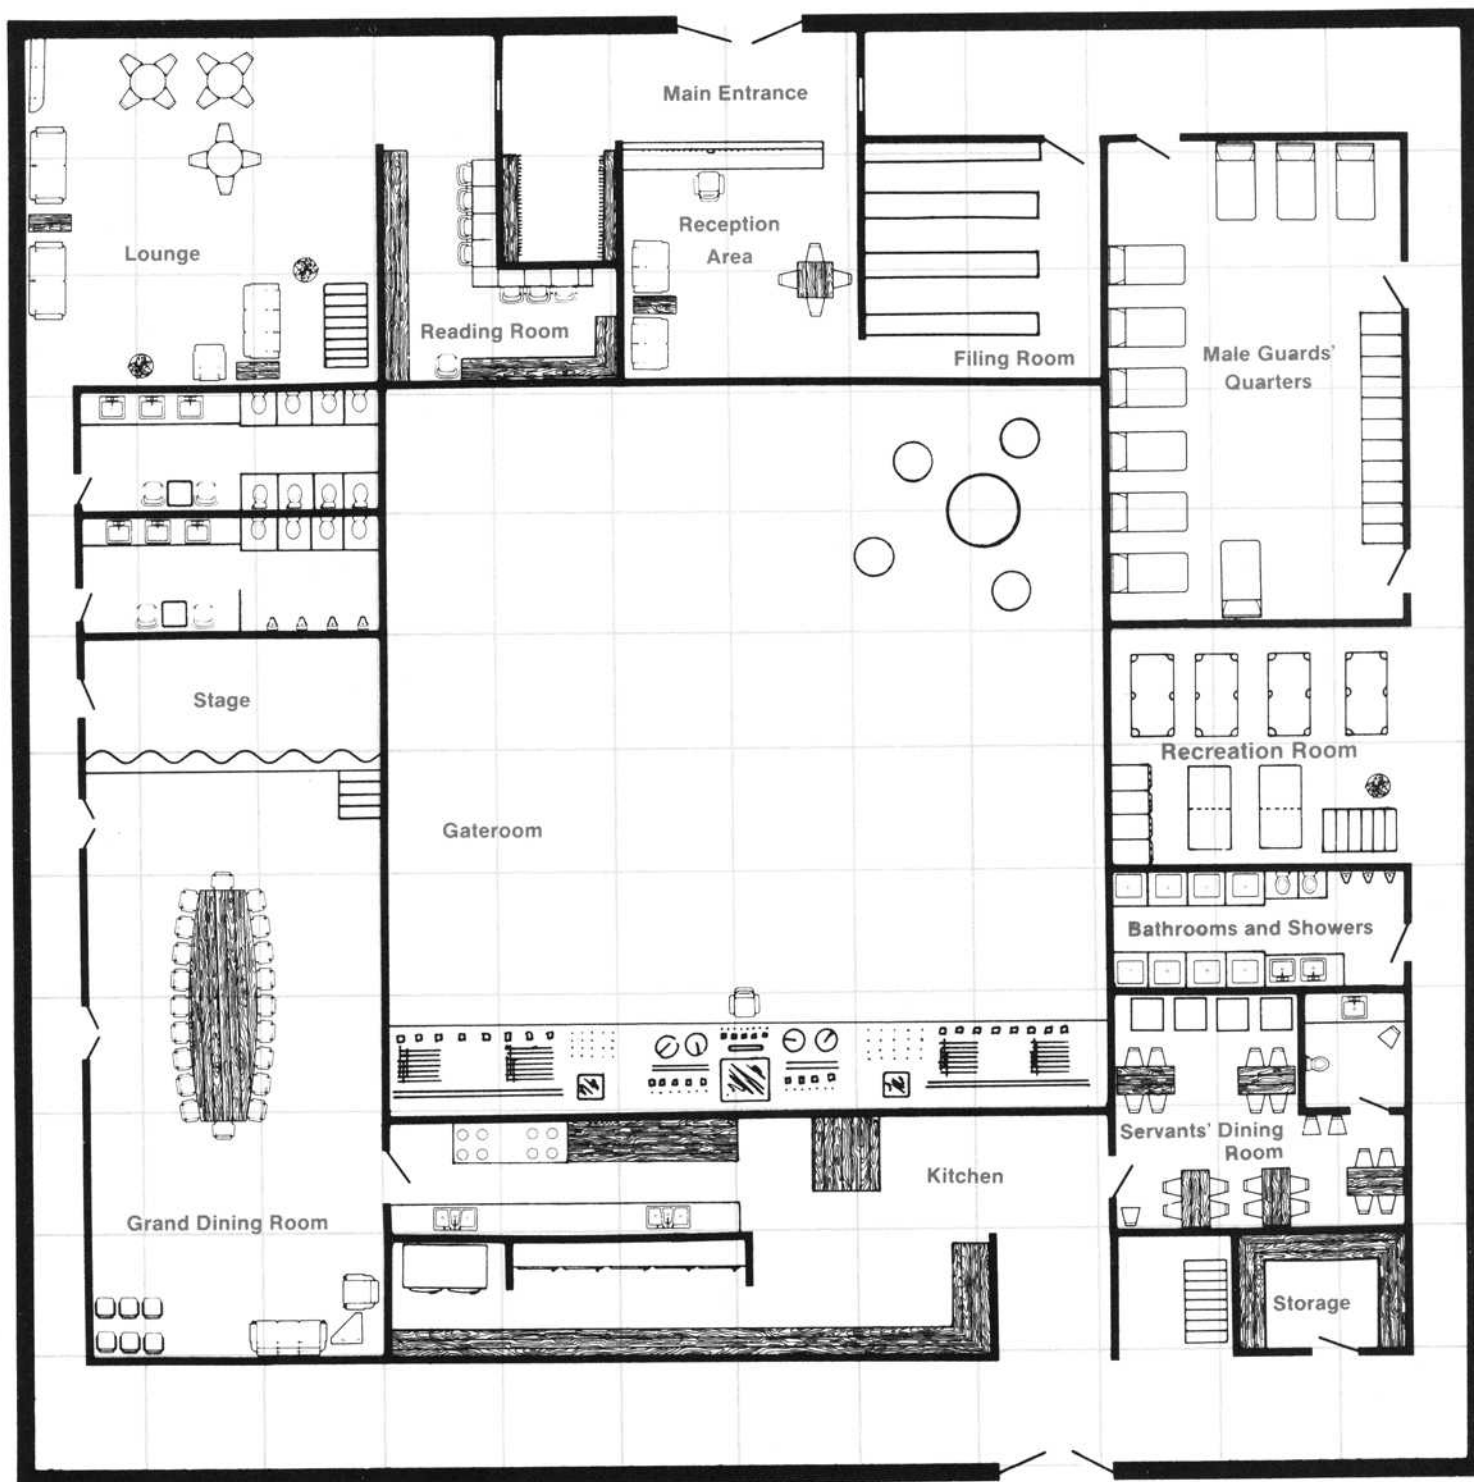 Main Entrance
Lounge
Reception
Area
Reading Room
Filing Room
Male Guards'
Quarters
Stage
Recreation Room
Gateroom
Bathrooms and Showers
Servants' Dining
Room
Kitchen
Grand Dining Room
Storage